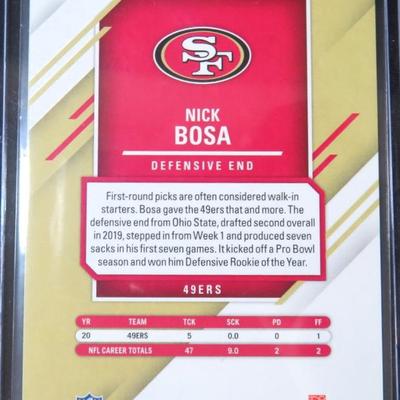 SF
NICK
BOSA
DEFENSIVE END
First-round picks are often considered walk-in
starters. Bosa gave the 49ers that and more. The
defensive end from Ohio State, drafted second overall
in 2019, stepped in from Week 1 and produced seven
sacks in his first seven games. It kicked off a Pro Bowl
season and won him Defensive Rookie of the Year.
49ERS
YR TEAM TCK SCK PD FF
20 49ERS 5 0.0 0 1
NFL CAREER TOTALS 47 9.0 2 2